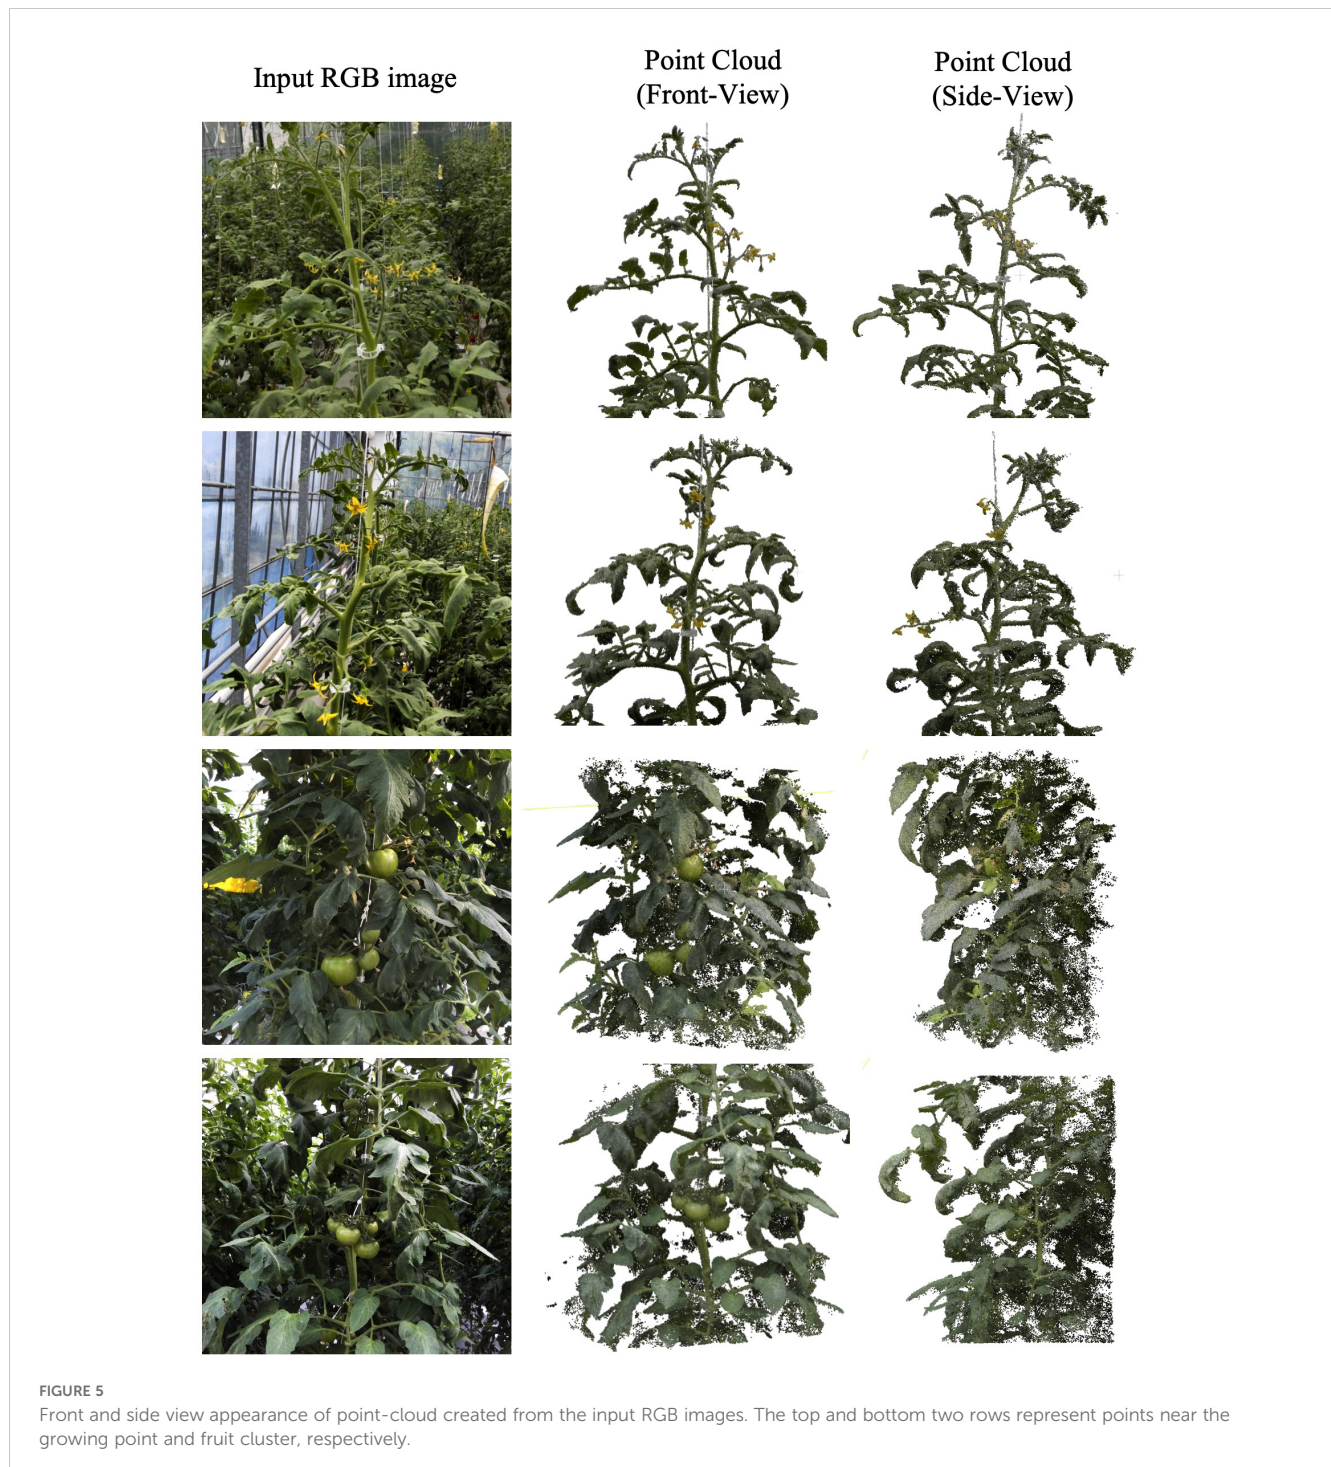 Input RGB image
Point Cloud
(Front-View)
Point Cloud
(Side-View)
FIGURE 5
Front and side view appearance of point-cloud created from the input RGB images. The top and bottom two rows represent points near the
growing point and fruit cluster, respectively.